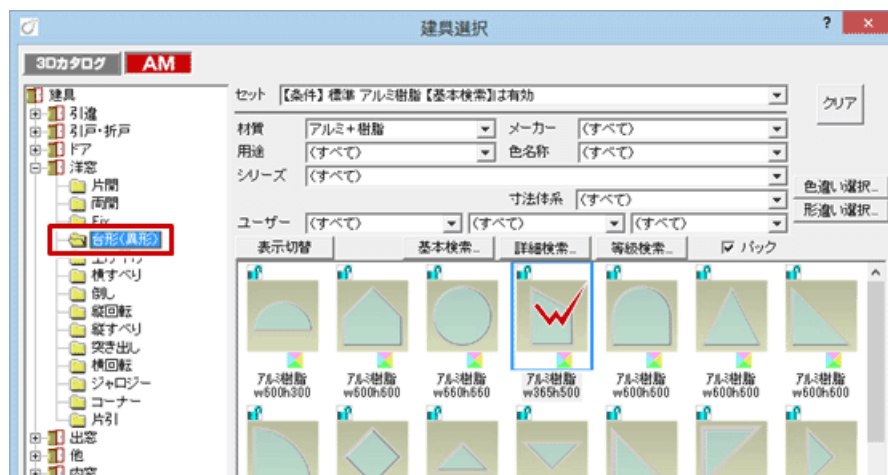 建具選択
?
×
3Dカタログ AM
建具
引違
引戸・折戸
ドア
洋窓
片開
両開
Fix
台形(異形)
横すべり
倒し
縦回転
縦すべり
突き出し
横回転
ジャロジー
コーナー
片引
出窓
他
内窓
セット 【条件】標準 アルミ樹脂【基本検索】は有効
クリア
材質 アルミ+樹脂 メーカー (すべて)
用途 (すべて) 色名称 (すべて)
シリーズ (すべて)
色違い選択...
寸法体系 (すべて)
形違い選択...
ユーザー (すべて) (すべて) (すべて)
表示切替 基本検索... 詳細検索... 等級検索... バック
アルミ樹脂 アルミ樹脂 アルミ樹脂 アルミ樹脂 アルミ樹脂 アルミ樹脂 アルミ樹脂
w600h300 w600h600 w550h550 w365h500 w600h600 w600h600 w600h600